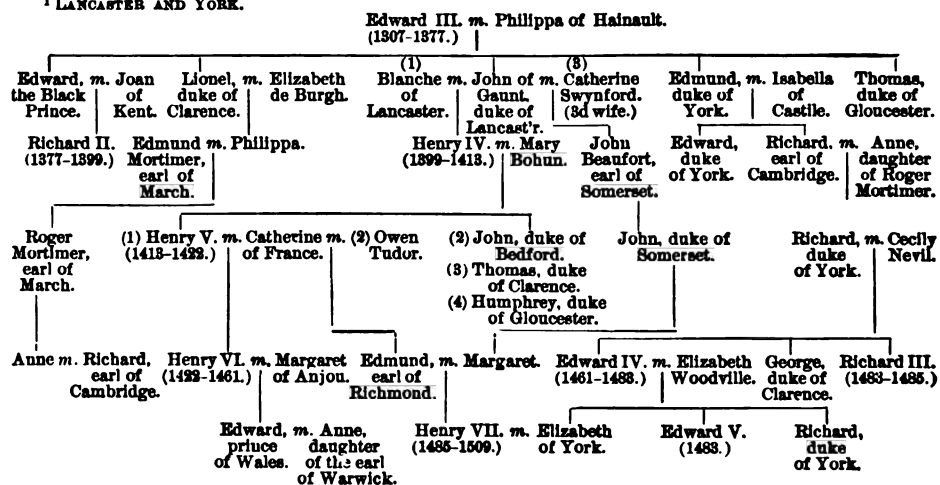 1 LANCASTER AND YORK.
Edward III. m. Philippa of Hainault.
(1307-1377.)
(1) (3)
Edward, m. Joan Lionel, m. Elizabeth Blanche m. John of m. Catherine Edmund, m. Isabella Thomas,
the Black of duke of de Burgh. of Gaunt, Swynford. duke of of duke of
Prince. Kent. Clarence. Lancaster. duke of (3d wife.) York. Castile. Gloucester.
Lancast'r.
Richard II. Edmund m. Philippa. Henry IV. m. Mary John Edward, Richard, m. Anne,
(1377-1399.) Mortimer, (1399-1413.) Bohun. Beaufort, duke earl of daughter
earl of earl of of York. Cambridge. of Roger
March. Somerset. Mortimer.
Roger (1) Henry V. m. Catherine m. (2) Owen (2) John, duke of John, duke of Richard, m. Cecily
Mortimer, (1413-1422.) of France. Tudor. Bedford. Somerset. duke Nevil.
earl of (3) Thomas, duke of York.
March. of Clarence.
(4) Humphrey, duke
of Gloucester.
Anne m. Richard, Henry VI. m. Margaret Edmund, m. Margaret. Edward IV. m. Elizabeth George, Richard III.
earl of (1422-1461.) of Anjou. earl of (1461-1483.) Woodville. duke of (1483-1485.)
Cambridge. Richmond. Clarence.
Edward, m. Anne, Henry VII. m. Elizabeth Edward V. Richard,
prince daughter (1485-1509.) of York. (1483.) duke
of Wales. of the earl of York.
of Warwick.